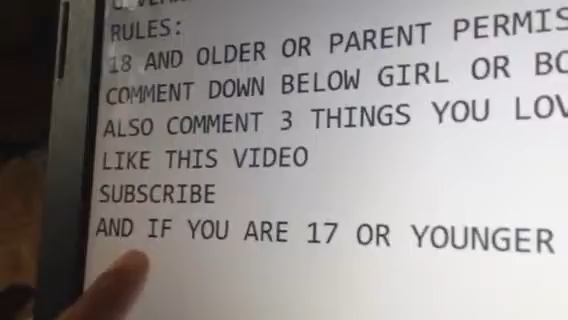 RULES:
18 AND OLDER OR PARENT
COMMENT DOWN BELOW GIRL OR
ALSO COMMENT 3 THINGS YOU
LIKE THIS VIDEO
SUBSCRIBE
AND IF YOU ARE 17 OR YOUNGER